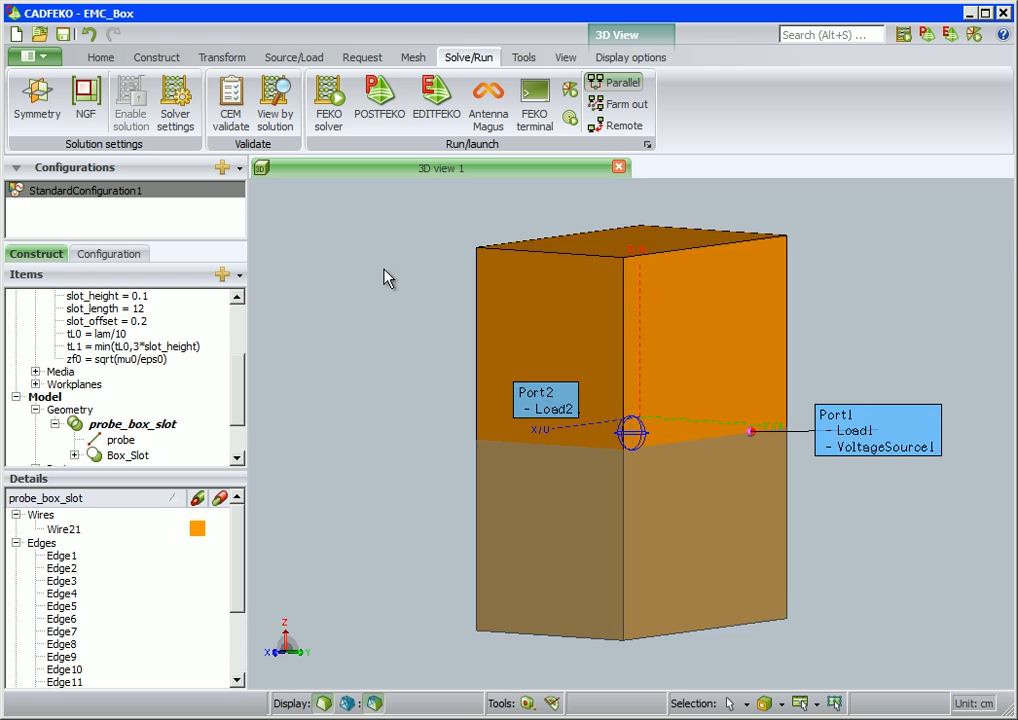 CADFEKO - EMC_Box
3D View
Search (Alt+S) ...
Home Construct Transform Source/Load Request Mesh Solve/Run Tools View Display options
Symmetry
NGF
Enable solution
Solver settings
CEM validate
View by solution
FEKO solver
POSTFEKO
EDITFEKO
Antenna Magus
FEKO terminal
Parallel
Farm out
Remote
Solution settings
Validate
Run/launch
Configurations
3D view 1
StandardConfiguration1
Construct Configuration
Items
slot_height = 0.1
slot_length = 12
slot_offset = 0.2
tL0 = lam/10
tL1 = min(tL0,3*slot_height)
zf0 = sqrt(mu0/eps0)
Media
Workplanes
Model
Geometry
probe_box_slot
probe
Box_Slot
Details
probe_box_slot
Wires
Wire21
Edges
Edge1
Edge2
Edge3
Edge4
Edge5
Edge6
Edge7
Edge8
Edge9
Edge10
Edge11
Port2
- Load2
X/U
Port1
- Load1
- VoltageSource1
Z
X
Y
Display:
Tools:
Selection:
Unit: cm